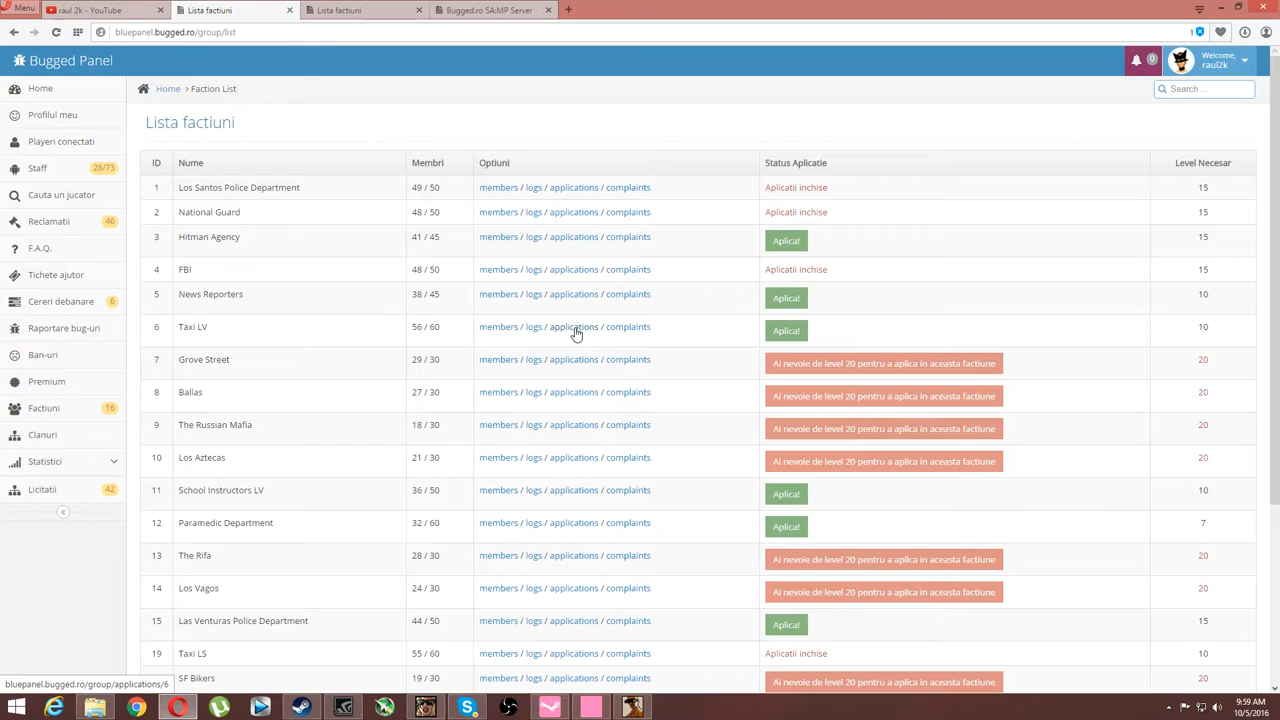 Menu
raul 2k - YouTube
Lista factiuni
Lista factiuni
Bugged.ro SA:MP Server -
bluepanel.bugged.ro/group/list
1
Bugged Panel
0
Welcome,
raul2k
Home
Profilul meu
Playeri conectati
Staff 28/73
Cauta un jucator
Reclamatii 46
F.A.Q.
Tichete ajutor
Cereri debanare 6
Raportare bug-uri
Ban-uri
Premium
Factiuni 16
Clanuri
Statistici
Licitatii 42
Home > Faction List
Search ...
Lista factiuni
ID Nume Membri Optiuni Status Aplicatie Level Necesar
1 Los Santos Police Department 49 / 50 members / logs / applications / complaints Aplicatii inchise 15
2 National Guard 48 / 50 members / logs / applications / complaints Aplicatii inchise 15
3 Hitman Agency 41 / 45 members / logs / applications / complaints Aplica! 15
4 FBI 48 / 50 members / logs / applications / complaints Aplicatii inchise 15
5 News Reporters 38 / 45 members / logs / applications / complaints Aplica! 10
6 Taxi LV 56 / 60 members / logs / applications / complaints Aplica! 10
7 Grove Street 29 / 30 members / logs / applications / complaints Ai nevoie de level 20 pentru a aplica in aceasta factiune 20
8 Ballas 27 / 30 members / logs / applications / complaints Ai nevoie de level 20 pentru a aplica in aceasta factiune 20
9 The Russian Mafia 18 / 30 members / logs / applications / complaints Ai nevoie de level 20 pentru a aplica in aceasta factiune 20
10 Los Aztecas 21 / 30 members / logs / applications / complaints Ai nevoie de level 20 pentru a aplica in aceasta factiune 20
11 School Instructors LV 36 / 50 members / logs / applications / complaints Aplica! 10
12 Paramedic Department 32 / 60 members / logs / applications / complaints Aplica! 7
13 The Rifa 28 / 30 members / logs / applications / complaints Ai nevoie de level 20 pentru a aplica in aceasta factiune 20
14 Los Vagos 24 / 30 members / logs / applications / complaints Ai nevoie de level 20 pentru a aplica in aceasta factiune 20
15 Las Venturas Police Department 44 / 50 members / logs / applications / complaints Aplica! 15
19 Taxi LS 55 / 60 members / logs / applications / complaints Aplicatii inchise 10
SF Bikers 19 / 30 members / logs / applications / complaints Ai nevoie de level 20 pentru a aplica in aceasta factiune 20
bluepanel.bugged.ro/group/applications/6
9:59 AM
10/5/2016